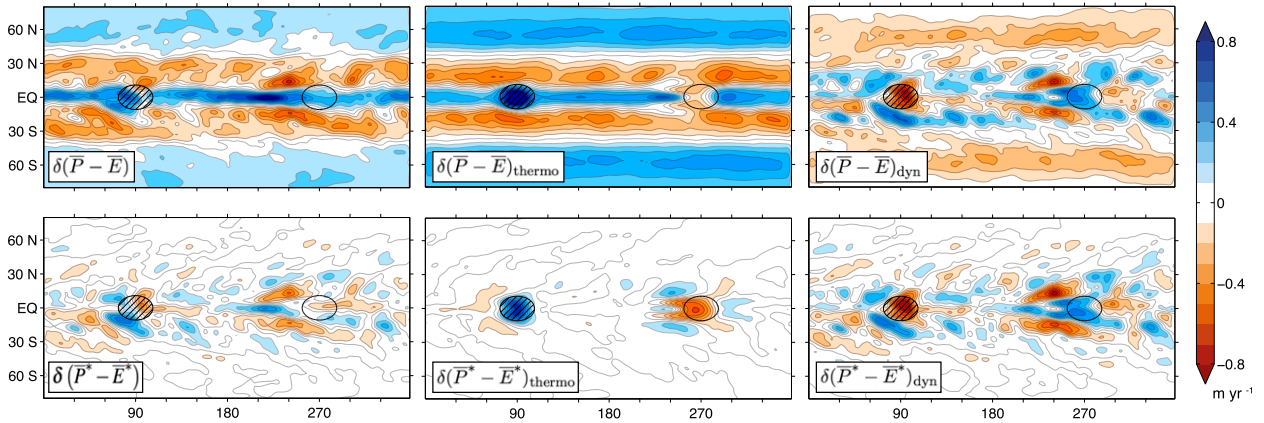 60 N
30 N
EQ
30 S
60 S
δ(P̅ − E̅)
δ(P̅ − E̅)thermo
δ(P̅ − E̅)dyn
60 N
30 N
EQ
30 S
60 S
δ(P̅* − E̅*)
δ(P̅* − E̅*)thermo
δ(P̅* − E̅*)dyn
90 180 270
90 180 270
90 180 270
0.8
0.4
0
−0.4
−0.8
m yr -1